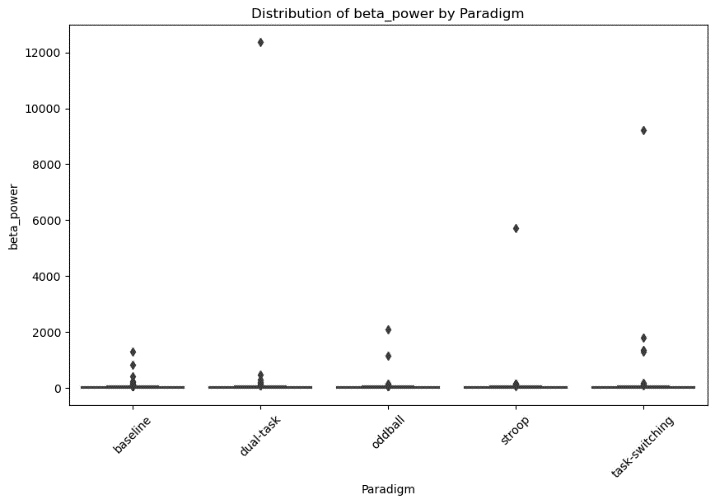 Distribution of beta_power by Paradigm
12000
10000
8000
6000
4000
2000
0
beta_power
baseline
dual-task
oddball
stroop
task-switching
Paradigm